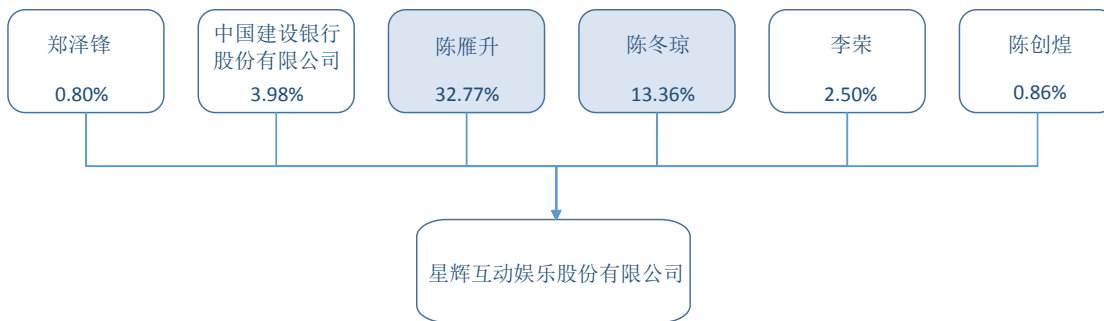 郑泽锋
0.80%
中国建设银行
股份有限公司
3.98%
陈雁升
32.77%
陈冬琼
13.36%
李荣
2.50%
陈创煌
0.86%
星辉互动娱乐股份有限公司